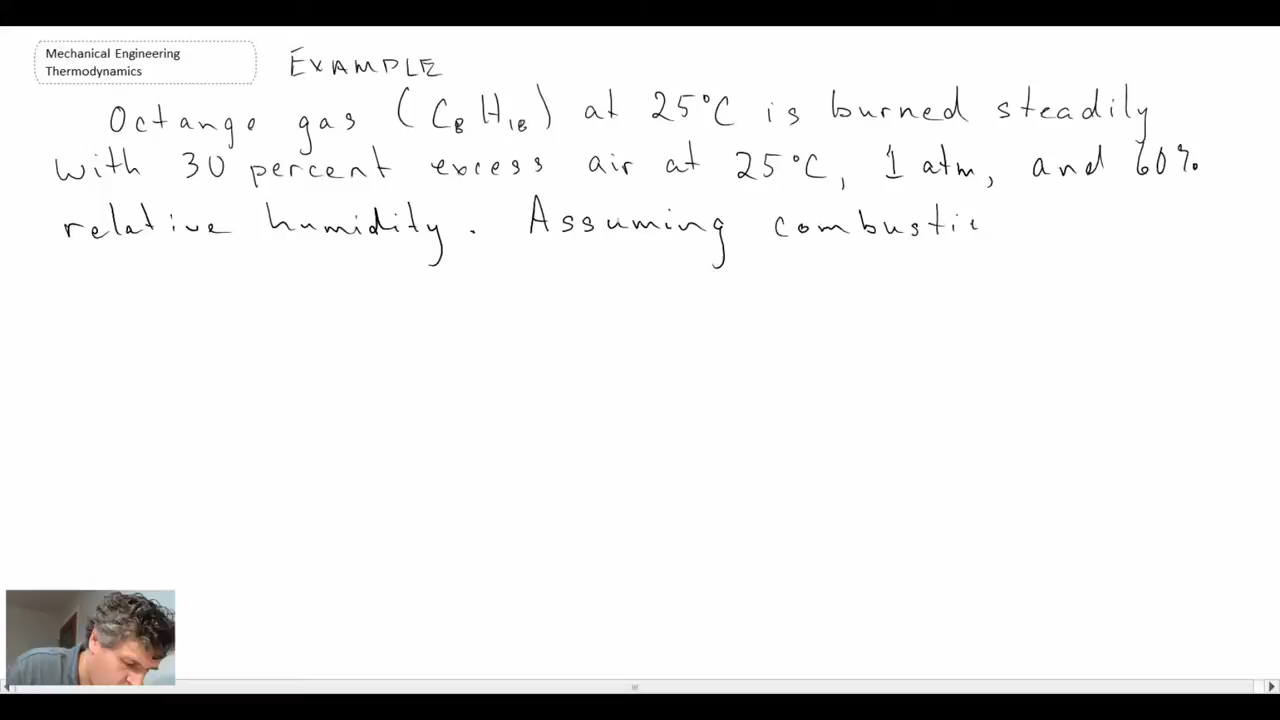 Mechanical Engineering
Thermodynamics
EXAMPLE
Octange gas (C8H18) at 25°C is burned steadily
with 30 percent excess air at 25°C, 1 atm, and 60%
relative humidity. Assuming combusti